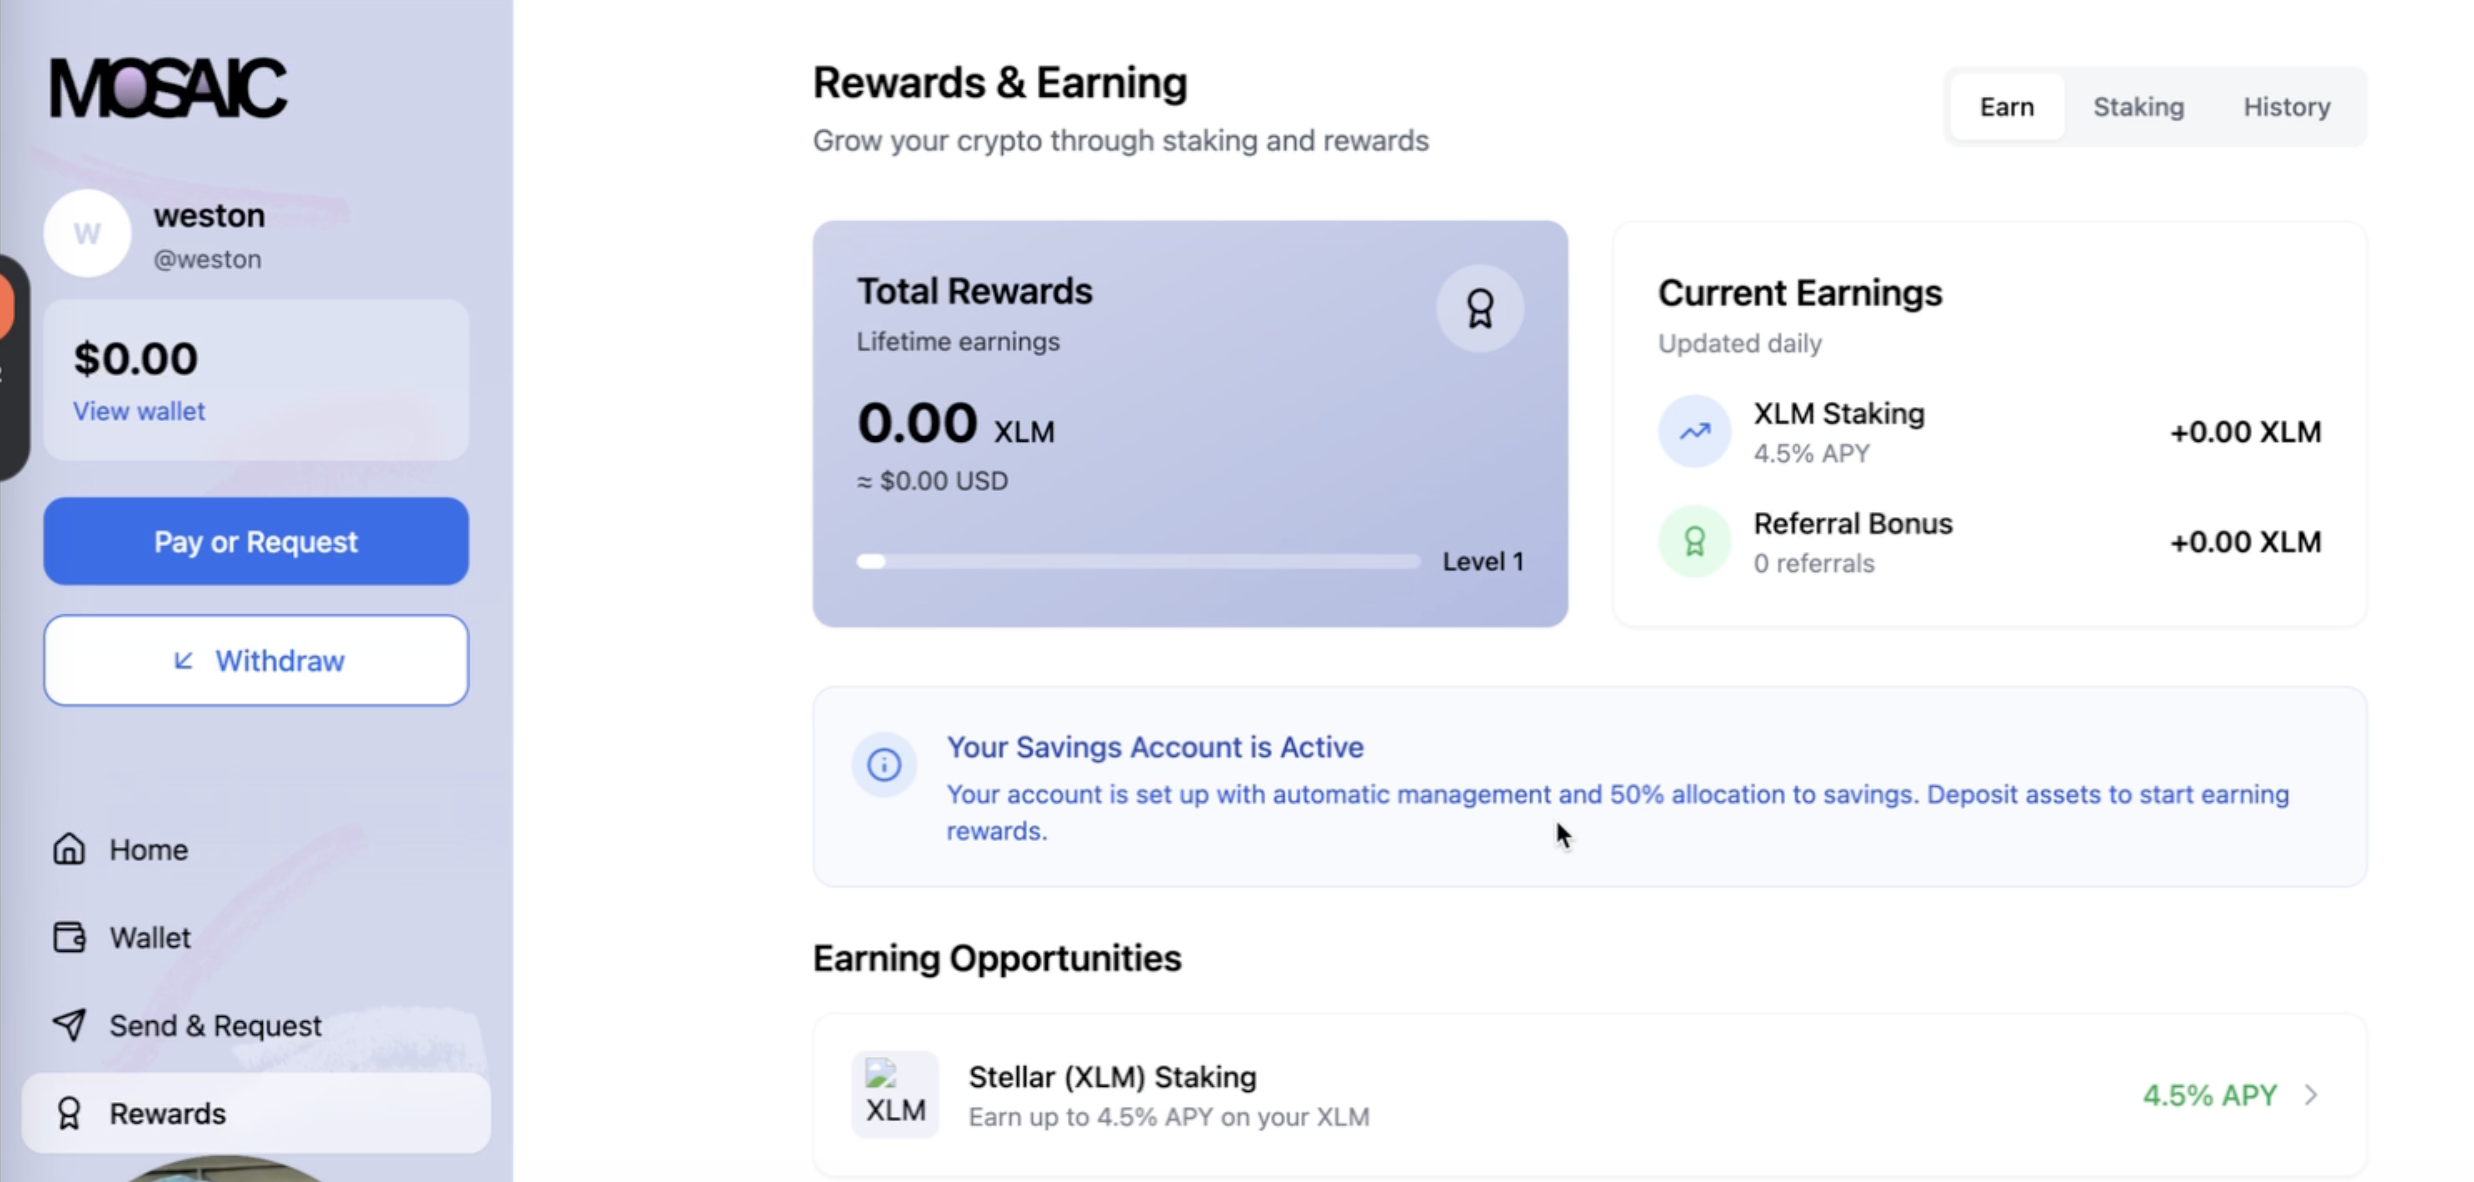 MOSAIC
W
weston
@weston
$0.00
View wallet
Pay or Request
Withdraw
Home
Wallet
Send & Request
Rewards
Rewards & Earning
Grow your crypto through staking and rewards
Earn
Staking
History
Total Rewards
Lifetime earnings
0.00 XLM
≈ $0.00 USD
Level 1
Current Earnings
Updated daily
XLM Staking
4.5% APY
+0.00 XLM
Referral Bonus
0 referrals
+0.00 XLM
Your Savings Account is Active
Your account is set up with automatic management and 50% allocation to savings. Deposit assets to start earning
rewards.
Earning Opportunities
XLM
Stellar (XLM) Staking
Earn up to 4.5% APY on your XLM
4.5% APY